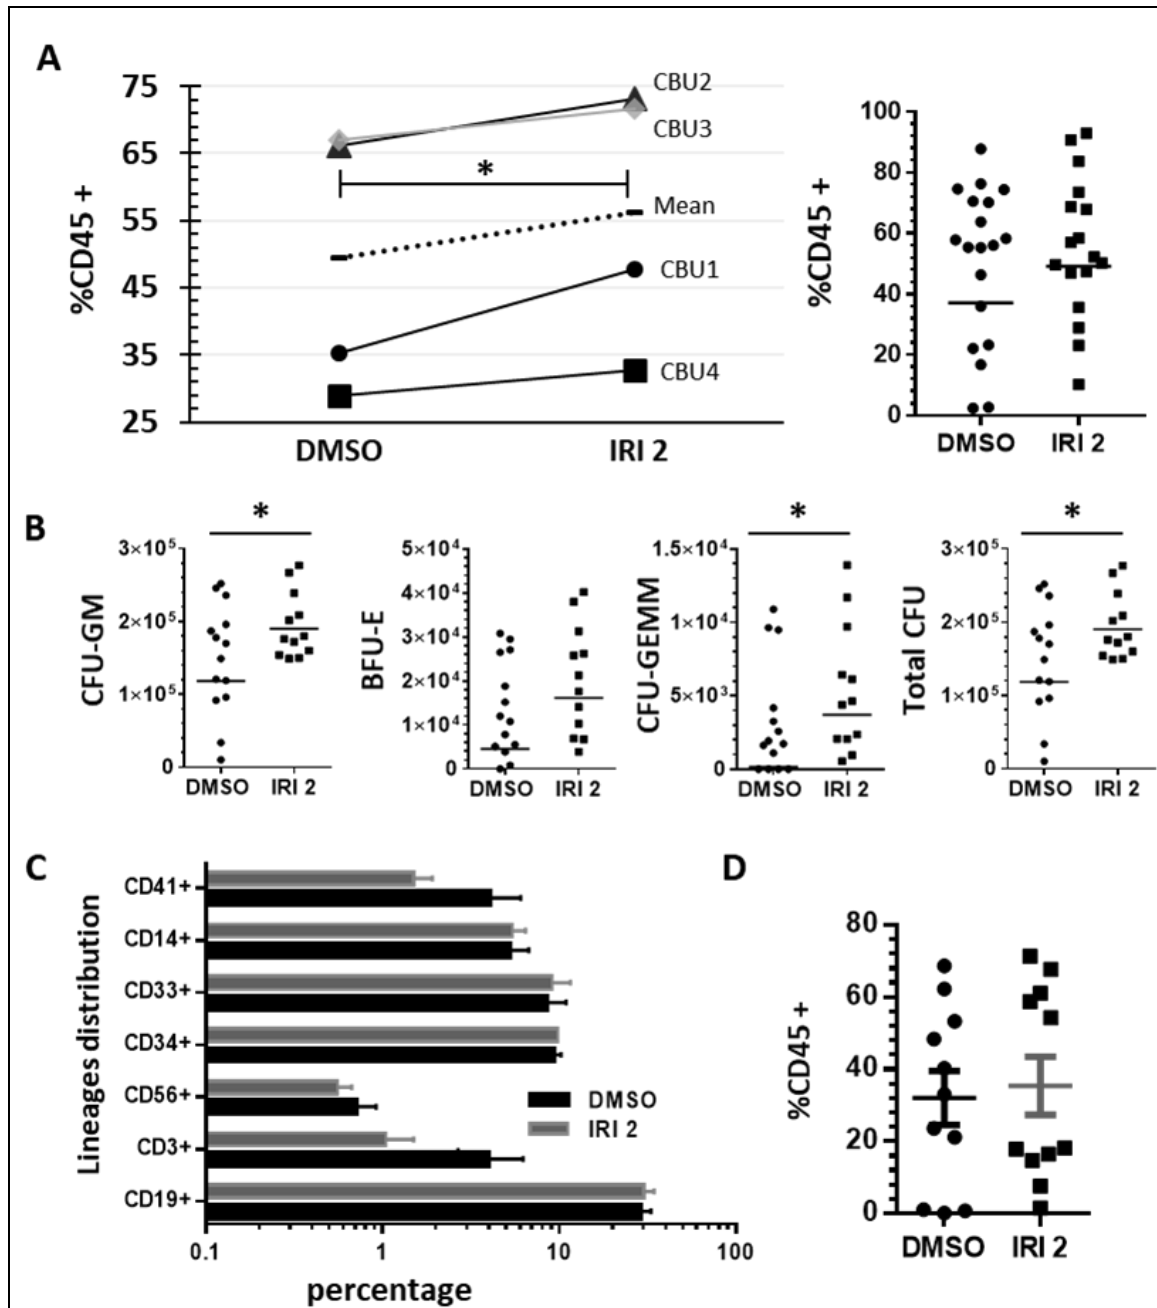 A
%CD45 +
75
65
55
45
35
25
*
CBU2
CBU3
Mean
CBU1
CBU4
DMSO
IRI 2
%CD45 +
100
80
60
40
20
0
DMSO
IRI 2
B
CFU-GM
*
3×10⁵
2×10⁵
1×10⁵
0
DMSO
IRI 2
BFU-E
5×10⁴
4×10⁴
3×10⁴
2×10⁴
1×10⁴
0
DMSO
IRI 2
CFU-GEMM
*
1.5×10⁴
1×10⁴
5×10³
0
DMSO
IRI 2
Total CFU
*
3×10⁵
2×10⁵
1×10⁵
0
DMSO
IRI 2
C
Lineages distribution
CD41+
CD14+
CD33+
CD34+
CD56+
CD3+
CD19+
DMSO
IRI 2
0.1
1
10
100
percentage
D
%CD45 +
80
60
40
20
0
DMSO
IRI 2